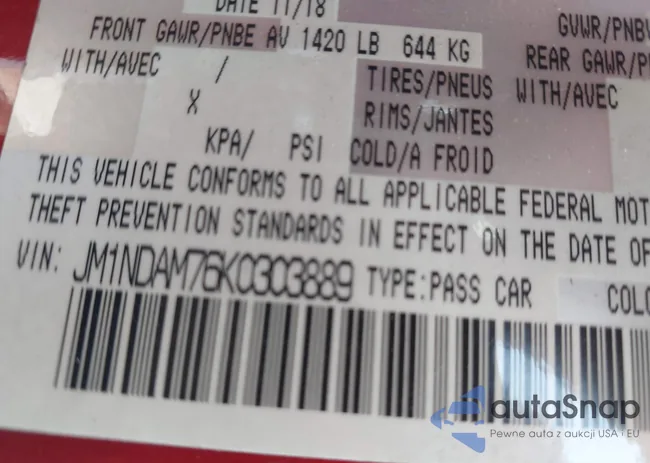 DATE 11/18
GVWR/PNBV
FRONT GAWR/PNBE AV 1420 LB 644 KG
REAR GAWR/P
WITH/AVEC /
TIRES/PNEUS WITH/AVEC
X
RIMS/JANTES
KPA/ PSI COLD/A FROID
THIS VEHICLE CONFORMS TO ALL APPLICABLE FEDERAL MOT
THEFT PREVENTION STANDARDS IN EFFECT ON THE DATE OF
VIN: JM1NDAM76K0303889 TYPE:PASS CAR COLO
autaSnap
Pewne auta z aukcji USA i EU